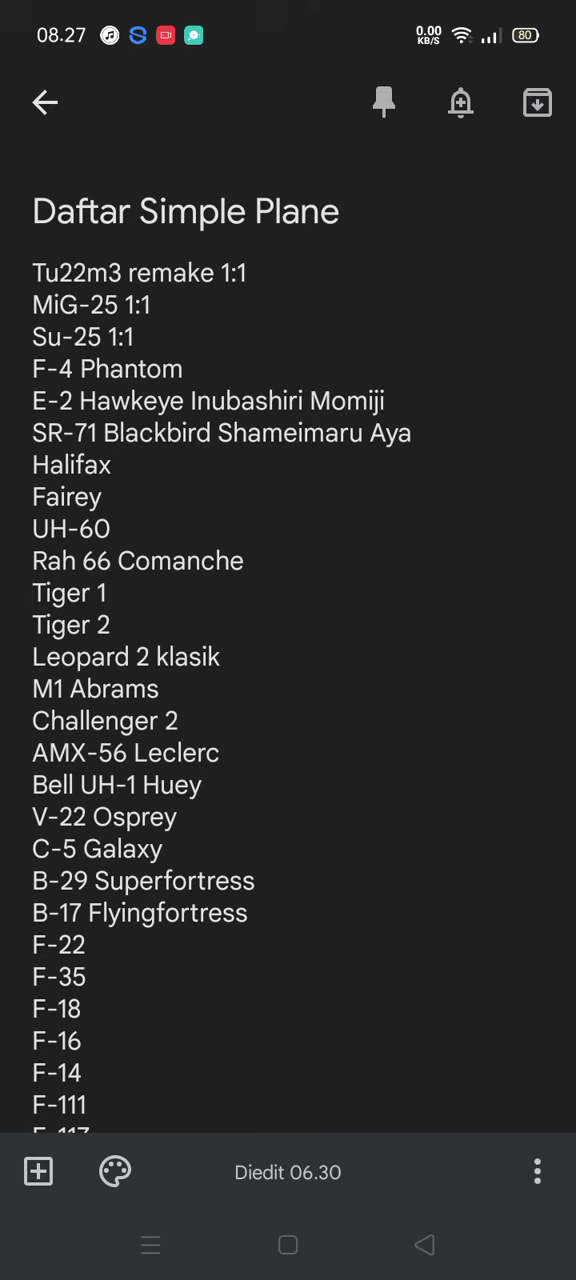 08.27
0.00
KB/S
80
Daftar Simple Plane
Tu22m3 remake 1:1
MiG-25 1:1
Su-25 1:1
F-4 Phantom
E-2 Hawkeye Inubashiri Momiji
SR-71 Blackbird Shameimaru Aya
Halifax
Fairey
UH-60
Rah 66 Comanche
Tiger 1
Tiger 2
Leopard 2 klasik
M1 Abrams
Challenger 2
AMX-56 Leclerc
Bell UH-1 Huey
V-22 Osprey
C-5 Galaxy
B-29 Superfortress
B-17 Flyingfortress
F-22
F-35
F-18
F-16
F-14
F-111
F-117
Diedit 06.30